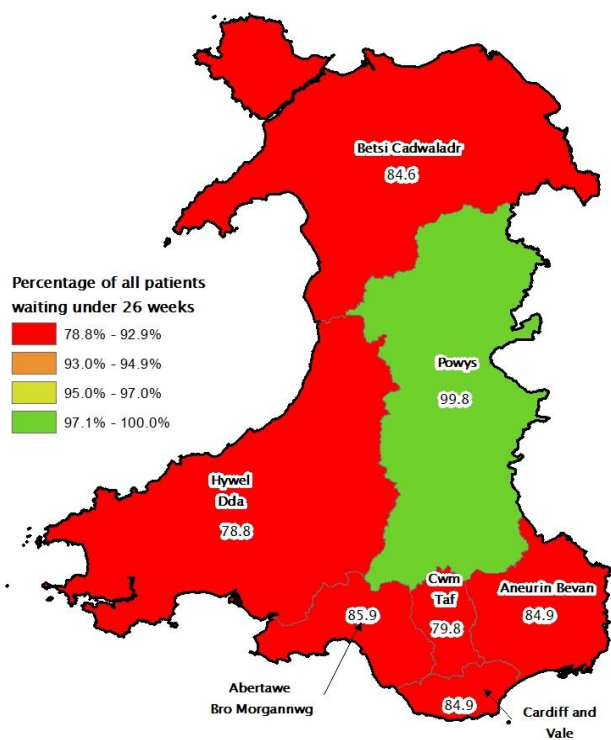 Betsi Cadwaladr
84.6
Percentage of all patients
waiting under 26 weeks
78.8% - 92.9%
93.0% - 94.9%
95.0% - 97.0%
97.1% - 100.0%
Powys
99.8
Hywel
Dda
78.8
Cwm
Taf
79.8
Aneurin Bevan
84.9
85.9
Abertawe
Bro Morgannwg
84.9
Cardiff and
Vale